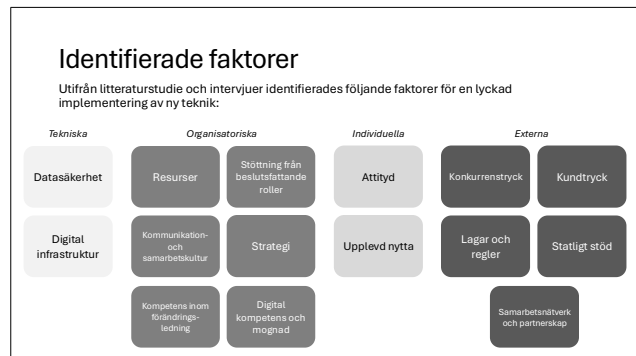 Identifierade faktorer
Utifrån litteraturstudie och intervjuer identifierades följande faktorer för en lyckad
implementering av ny teknik:
Tekniska
Organisatoriska
Individuella
Externa
Datasäkerhet
Resurser
Stöttning från
beslutsfattande
roller
Attityd
Konkurrenstryck
Kundtryck
Digital
infrastruktur
Kommunikation-
och
samarbetskultur
Strategi
Upplevd nytta
Lagar och
regler
Statligt stöd
Kompetens inom
förändrings-
ledning
Digital
kompetens och
mognad
Samarbetsnätverk
och partnerskap